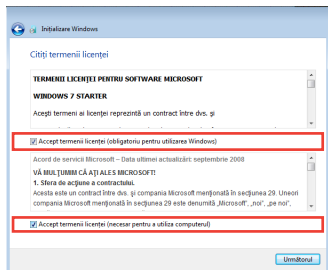 Inițializare Windows
Citiți termenii licenței
TERMENII LICENȚEI PENTRU SOFTWARE MICROSOFT
WINDOWS 7 STARTER
Acești termeni ai licenței reprezintă un contract între dvs. și
Accept termenii licenței (obligatoriu pentru utilizarea Windows)
Acord de servicii Microsoft – Data ultimei actualizări: septembrie 2008
VĂ MULȚUMIM CĂ AȚI ALES MICROSOFT!
1. Sfera de acțiune a contractului.
Acesta este un contract între dvs. și compania Microsoft menționată în secțiunea 29. Uneori
compania Microsoft menționată în secțiunea 29 este denumită „Microsoft”, „noi”, „pe noi”,
Accept termenii licenței (necesar pentru a utiliza computerul)
Următorul